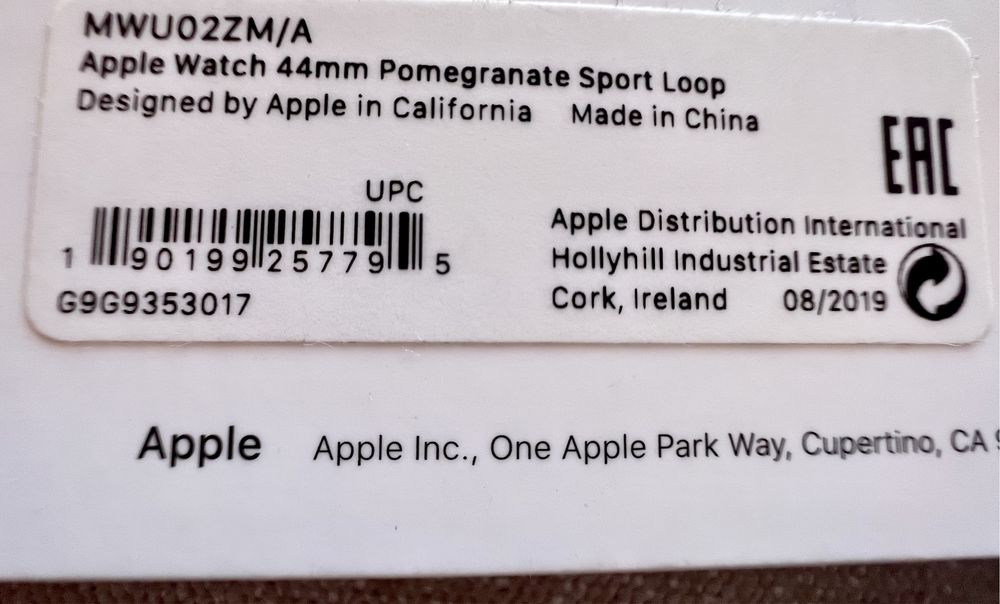 MWU02ZM/A
Apple Watch 44mm Pomegranate Sport Loop
Designed by Apple in California Made in China
EAC
UPC
1 90199 25779 5
G9G9353017
Apple Distribution International
Hollyhill Industrial Estate
Cork, Ireland 08/2019
Apple Apple Inc., One Apple Park Way, Cupertino, CA